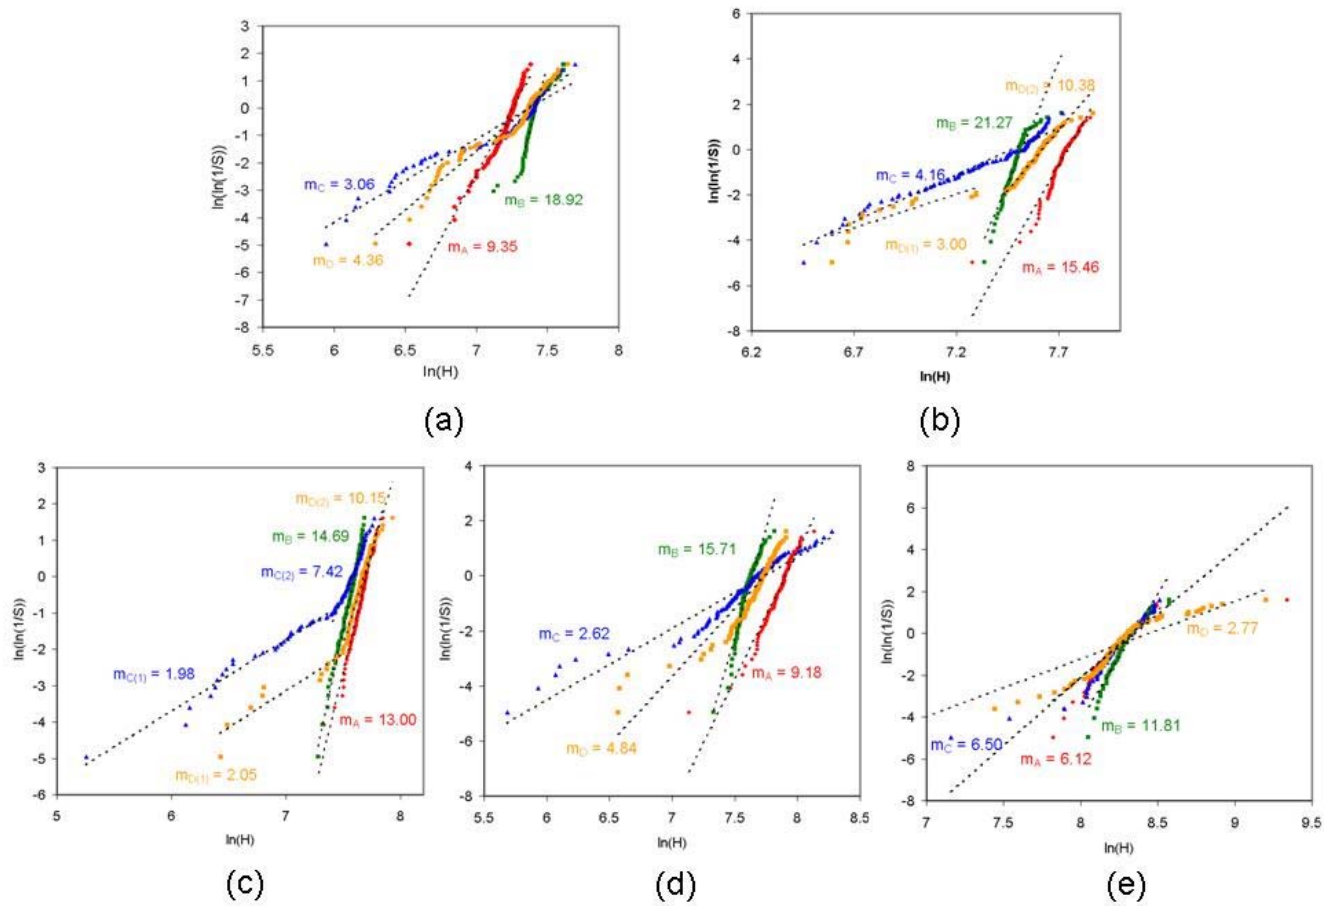 3
2
1
0
-1
-2
-3
-4
-5
-6
-7
-8
ln(ln(1/S))
m_C = 3.06
m_B = 18.92
m_D = 4.36
m_A = 9.35
5.5 6 6.5 7 7.5 8
ln(H)
(a)
6
4
2
0
-2
-4
-6
-8
ln(ln(1/S))
m_D(2) = 10.38
m_B = 21.27
m_C = 4.16
m_D(1) = 3.00
m_A = 15.46
6.2 6.7 7.2 7.7
ln(H)
(b)
3
2
1
0
-1
-2
-3
-4
-5
-6
ln(ln(1/S))
m_D(2) = 10.15
m_B = 14.69
m_C(2) = 7.42
m_C(1) = 1.98
m_A = 13.00
m_D(1) = 2.05
5 6 7 8
ln(H)
(c)
4
2
0
-2
-4
-6
-8
ln(ln(1/S))
m_B = 15.71
m_C = 2.62
m_A = 9.18
m_D = 4.84
5.5 6 6.5 7 7.5 8 8.5
ln(H)
(d)
8
6
4
2
0
-2
-4
-6
-8
ln(ln(1/S))
m_D = 2.77
m_C = 6.50
m_B = 11.81
m_A = 6.12
7 7.5 8 8.5 9 9.5
ln(H)
(e)